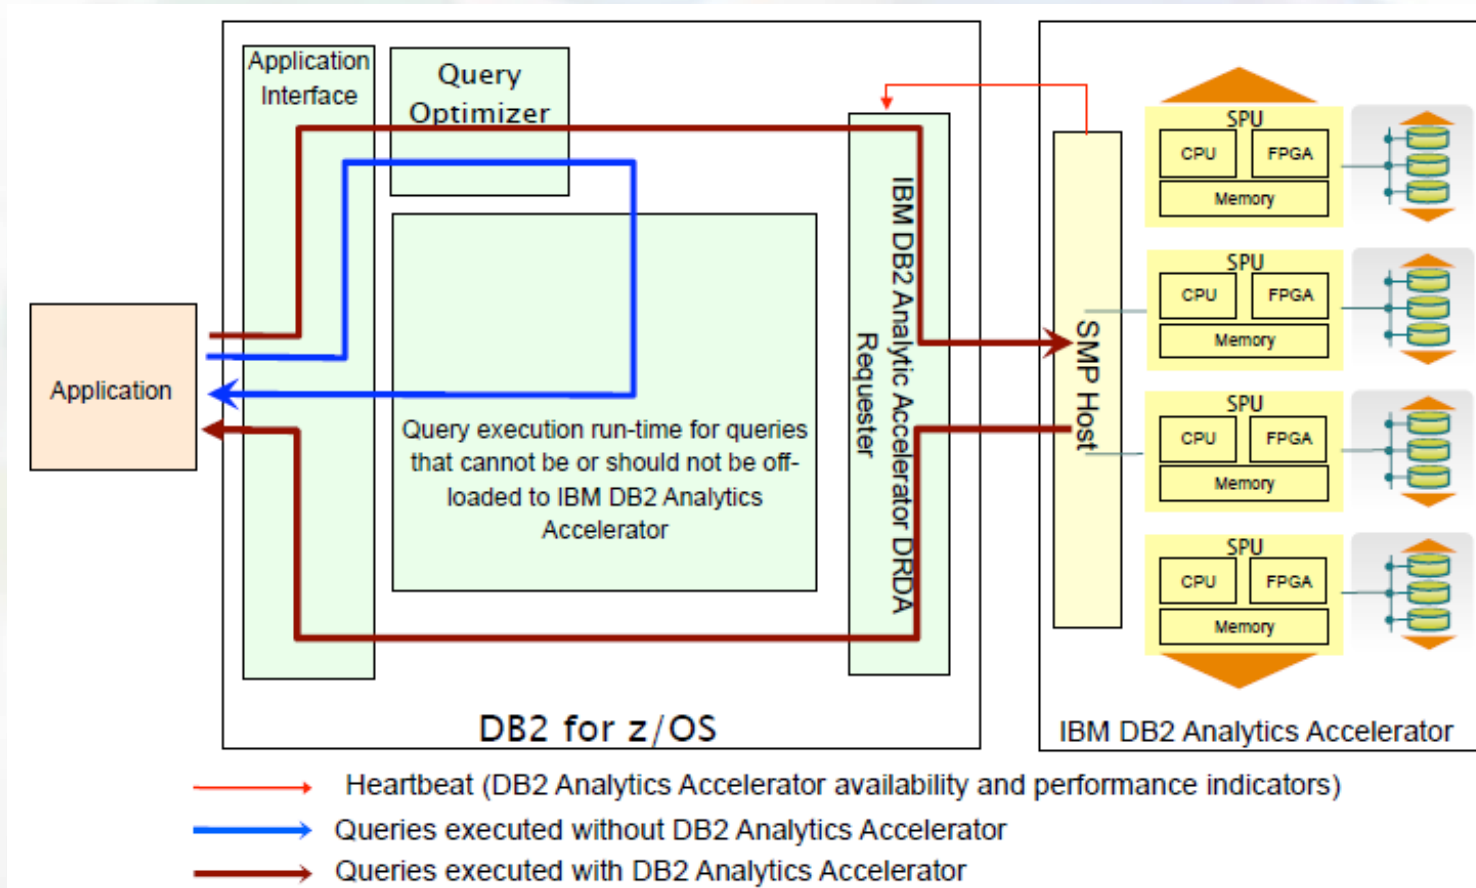 Application
Interface
Query
Optimizer
Application
Query execution run-time for queries
that cannot be or should not be off-
loaded to IBM DB2 Analytics
Accelerator
IBM DB2 Analytic Accelerator DRDA
Requester
DB2 for z/OS
SMP Host
SPU
CPU
FPGA
Memory
SPU
CPU
FPGA
Memory
SPU
CPU
FPGA
Memory
SPU
CPU
FPGA
Memory
IBM DB2 Analytics Accelerator
Heartbeat (DB2 Analytics Accelerator availability and performance indicators)
Queries executed without DB2 Analytics Accelerator
Queries executed with DB2 Analytics Accelerator